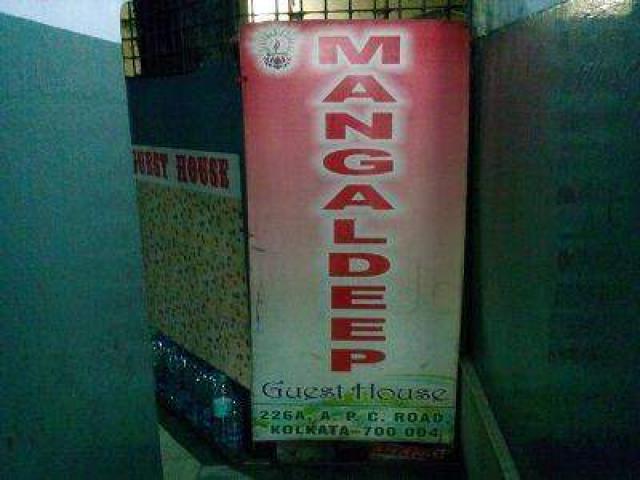 MANGALDEEP
Guest House
226A, A. P. C. ROAD,
KOLKATA-700 004
GUEST HOUSE